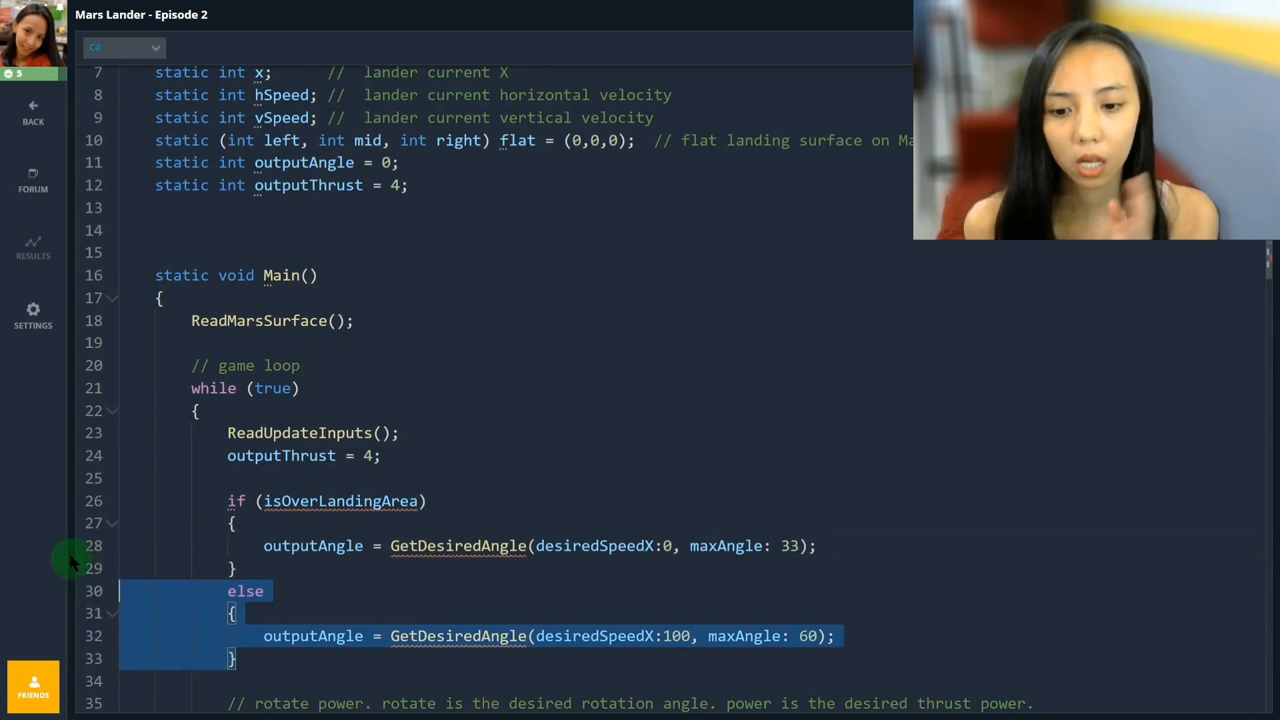 Mars Lander - Episode 2
C#
5
BACK
FORUM
RESULTS
SETTINGS
FRIENDS
7 static int x; // lander current X
8 static int hSpeed; // lander current horizontal velocity
9 static int vSpeed; // lander current vertical velocity
10 static (int left, int mid, int right) flat = (0,0,0); // flat landing surface on
11 static int outputAngle = 0;
12 static int outputThrust = 4;
13
14
15
16 static void Main()
17 {
18 ReadMarsSurface();
19
20 // game loop
21 while (true)
22 {
23 ReadUpdateInputs();
24 outputThrust = 4;
25
26 if (isOverLandingArea)
27 {
28 outputAngle = GetDesiredAngle(desiredSpeedX:0, maxAngle: 33);
29 }
30 else
31 {
32 outputAngle = GetDesiredAngle(desiredSpeedX:100, maxAngle: 60);
33 }
34
35 // rotate power. rotate is the desired rotation angle. power is the desired thrust power.